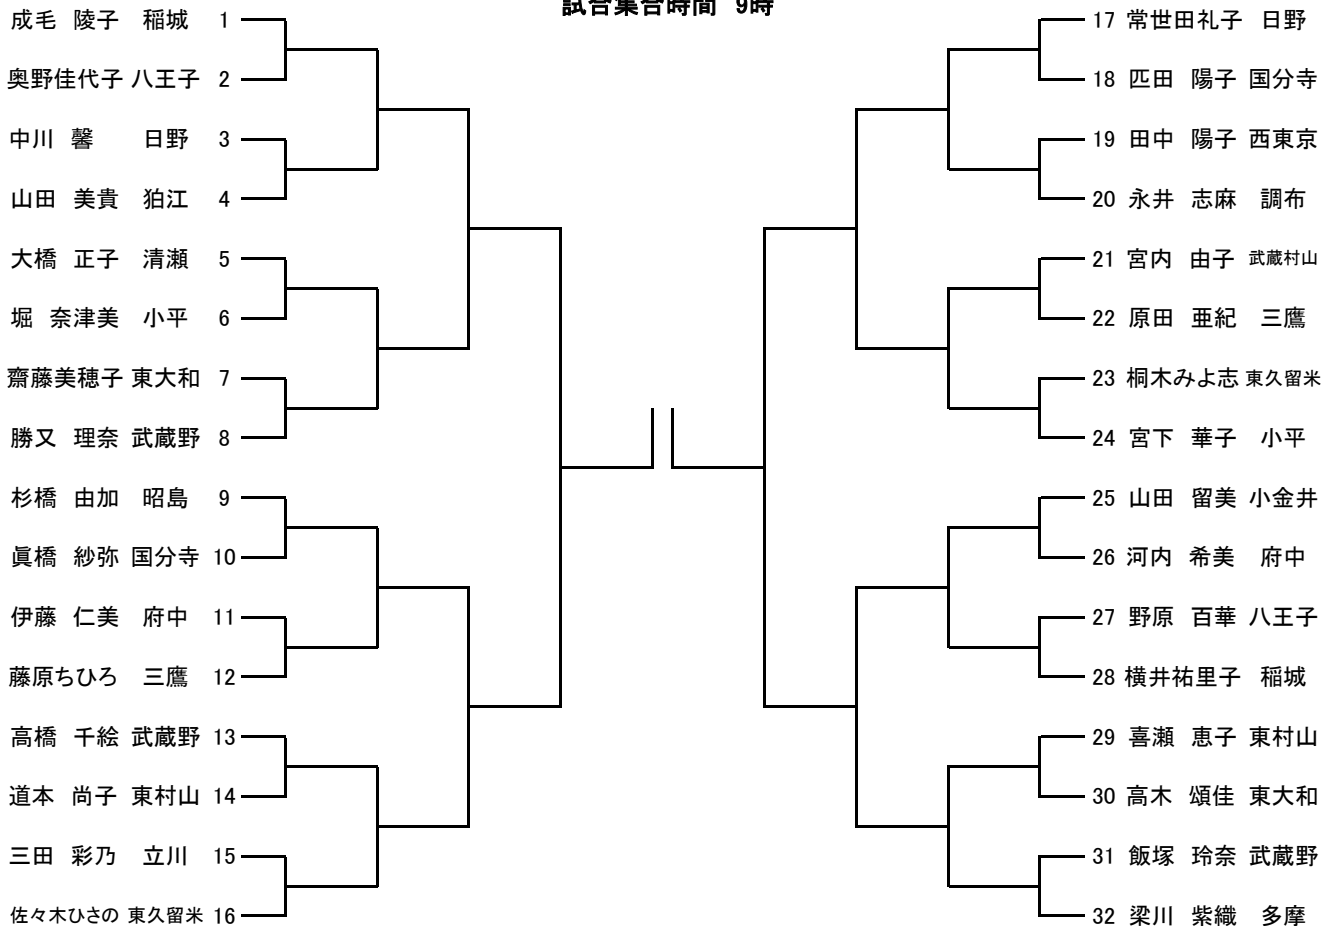 試合集合時間 9時
成毛 陵子 稲城 1
奥野佳代子 八王子 2
中川 馨 日野 3
山田 美貴 狛江 4
大橋 正子 清瀬 5
堀 奈津美 小平 6
齋藤美穂子 東大和 7
勝又 理奈 武蔵野 8
杉橋 由加 昭島 9
眞橋 紗弥 国分寺 10
伊藤 仁美 府中 11
藤原ちひろ 三鷹 12
高橋 千絵 武蔵野 13
道本 尚子 東村山 14
三田 彩乃 立川 15
佐々木ひさの 東久留米 16
17 常世田礼子 日野
18 匹田 陽子 国分寺
19 田中 陽子 西東京
20 永井 志麻 調布
21 宮内 由子 武蔵村山
22 原田 亜紀 三鷹
23 桐木みよ志 東久留米
24 宮下 華子 小平
25 山田 留美 小金井
26 河内 希美 府中
27 野原 百華 八王子
28 横井祐里子 稲城
29 喜瀬 恵子 東村山
30 高木 頌佳 東大和
31 飯塚 玲奈 武蔵野
32 梁川 紫織 多摩